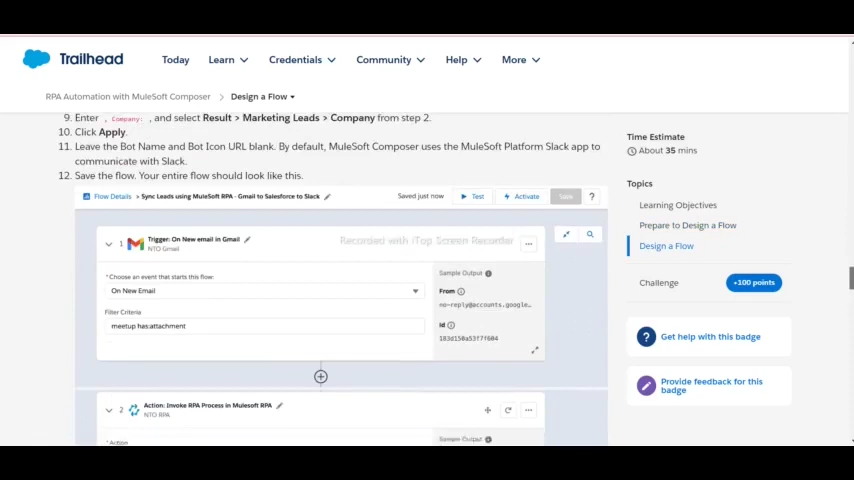 Trailhead
Today
Learn
Credentials
Community
Help
More
RPA Automation with MuleSoft Composer > Design a Flow
9. Enter , Company: , and select Result > Marketing Leads > Company from step 2.
10. Click Apply.
11. Leave the Bot Name and Bot Icon URL blank. By default, MuleSoft Composer uses the MuleSoft Platform Slack app to
communicate with Slack.
12. Save the flow. Your entire flow should look like this.
Flow Details > Sync Leads using MuleSoft RPA - Gmail to Salesforce to Slack
Saved just now
Test
Activate
Save
?
1 Trigger: On New email in Gmail
NTO Gmail
Recorded with iTop Screen Recorder
* Choose an event that starts this flow:
On New Email
Filter Criteria
meetup has:attachment
Sample Output
From
no-reply@accounts.google…
Id
183d150a53f7f604
2 Action: Invoke RPA Process in Mulesoft RPA
NTO RPA
* Action
Sample Output
Time Estimate
About 35 mins
Topics
Learning Objectives
Prepare to Design a Flow
Design a Flow
Challenge
+100 points
? Get help with this badge
Provide feedback for this
badge